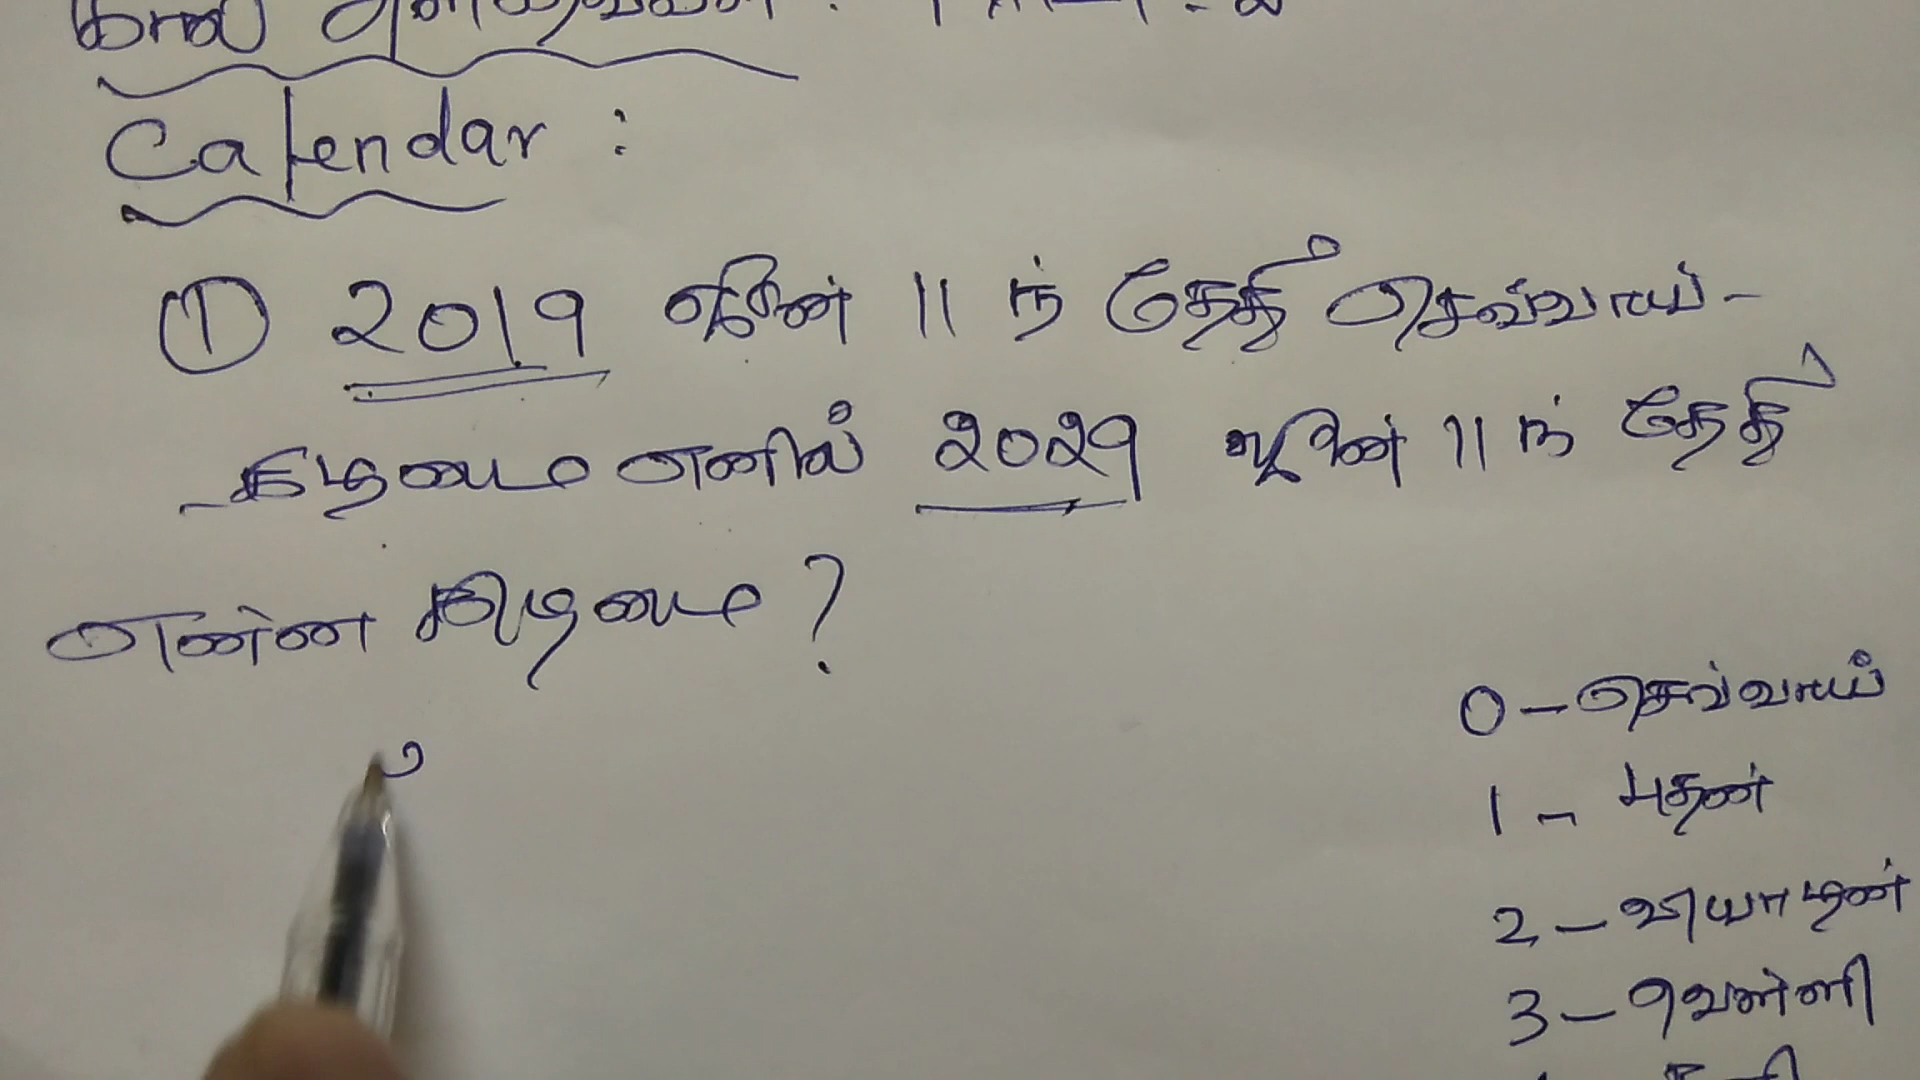 Calendar :
① 2019 ஜூன் 11 ந் தேதி செவ்வாய் -
கிழமை எனில் 2029 ஜூன் 11 ந் தேதி
என்ன கிழமை ?
0 - செவ்வாய்
1 - புதன்
2 - வியாழன்
3 - வெள்ளி